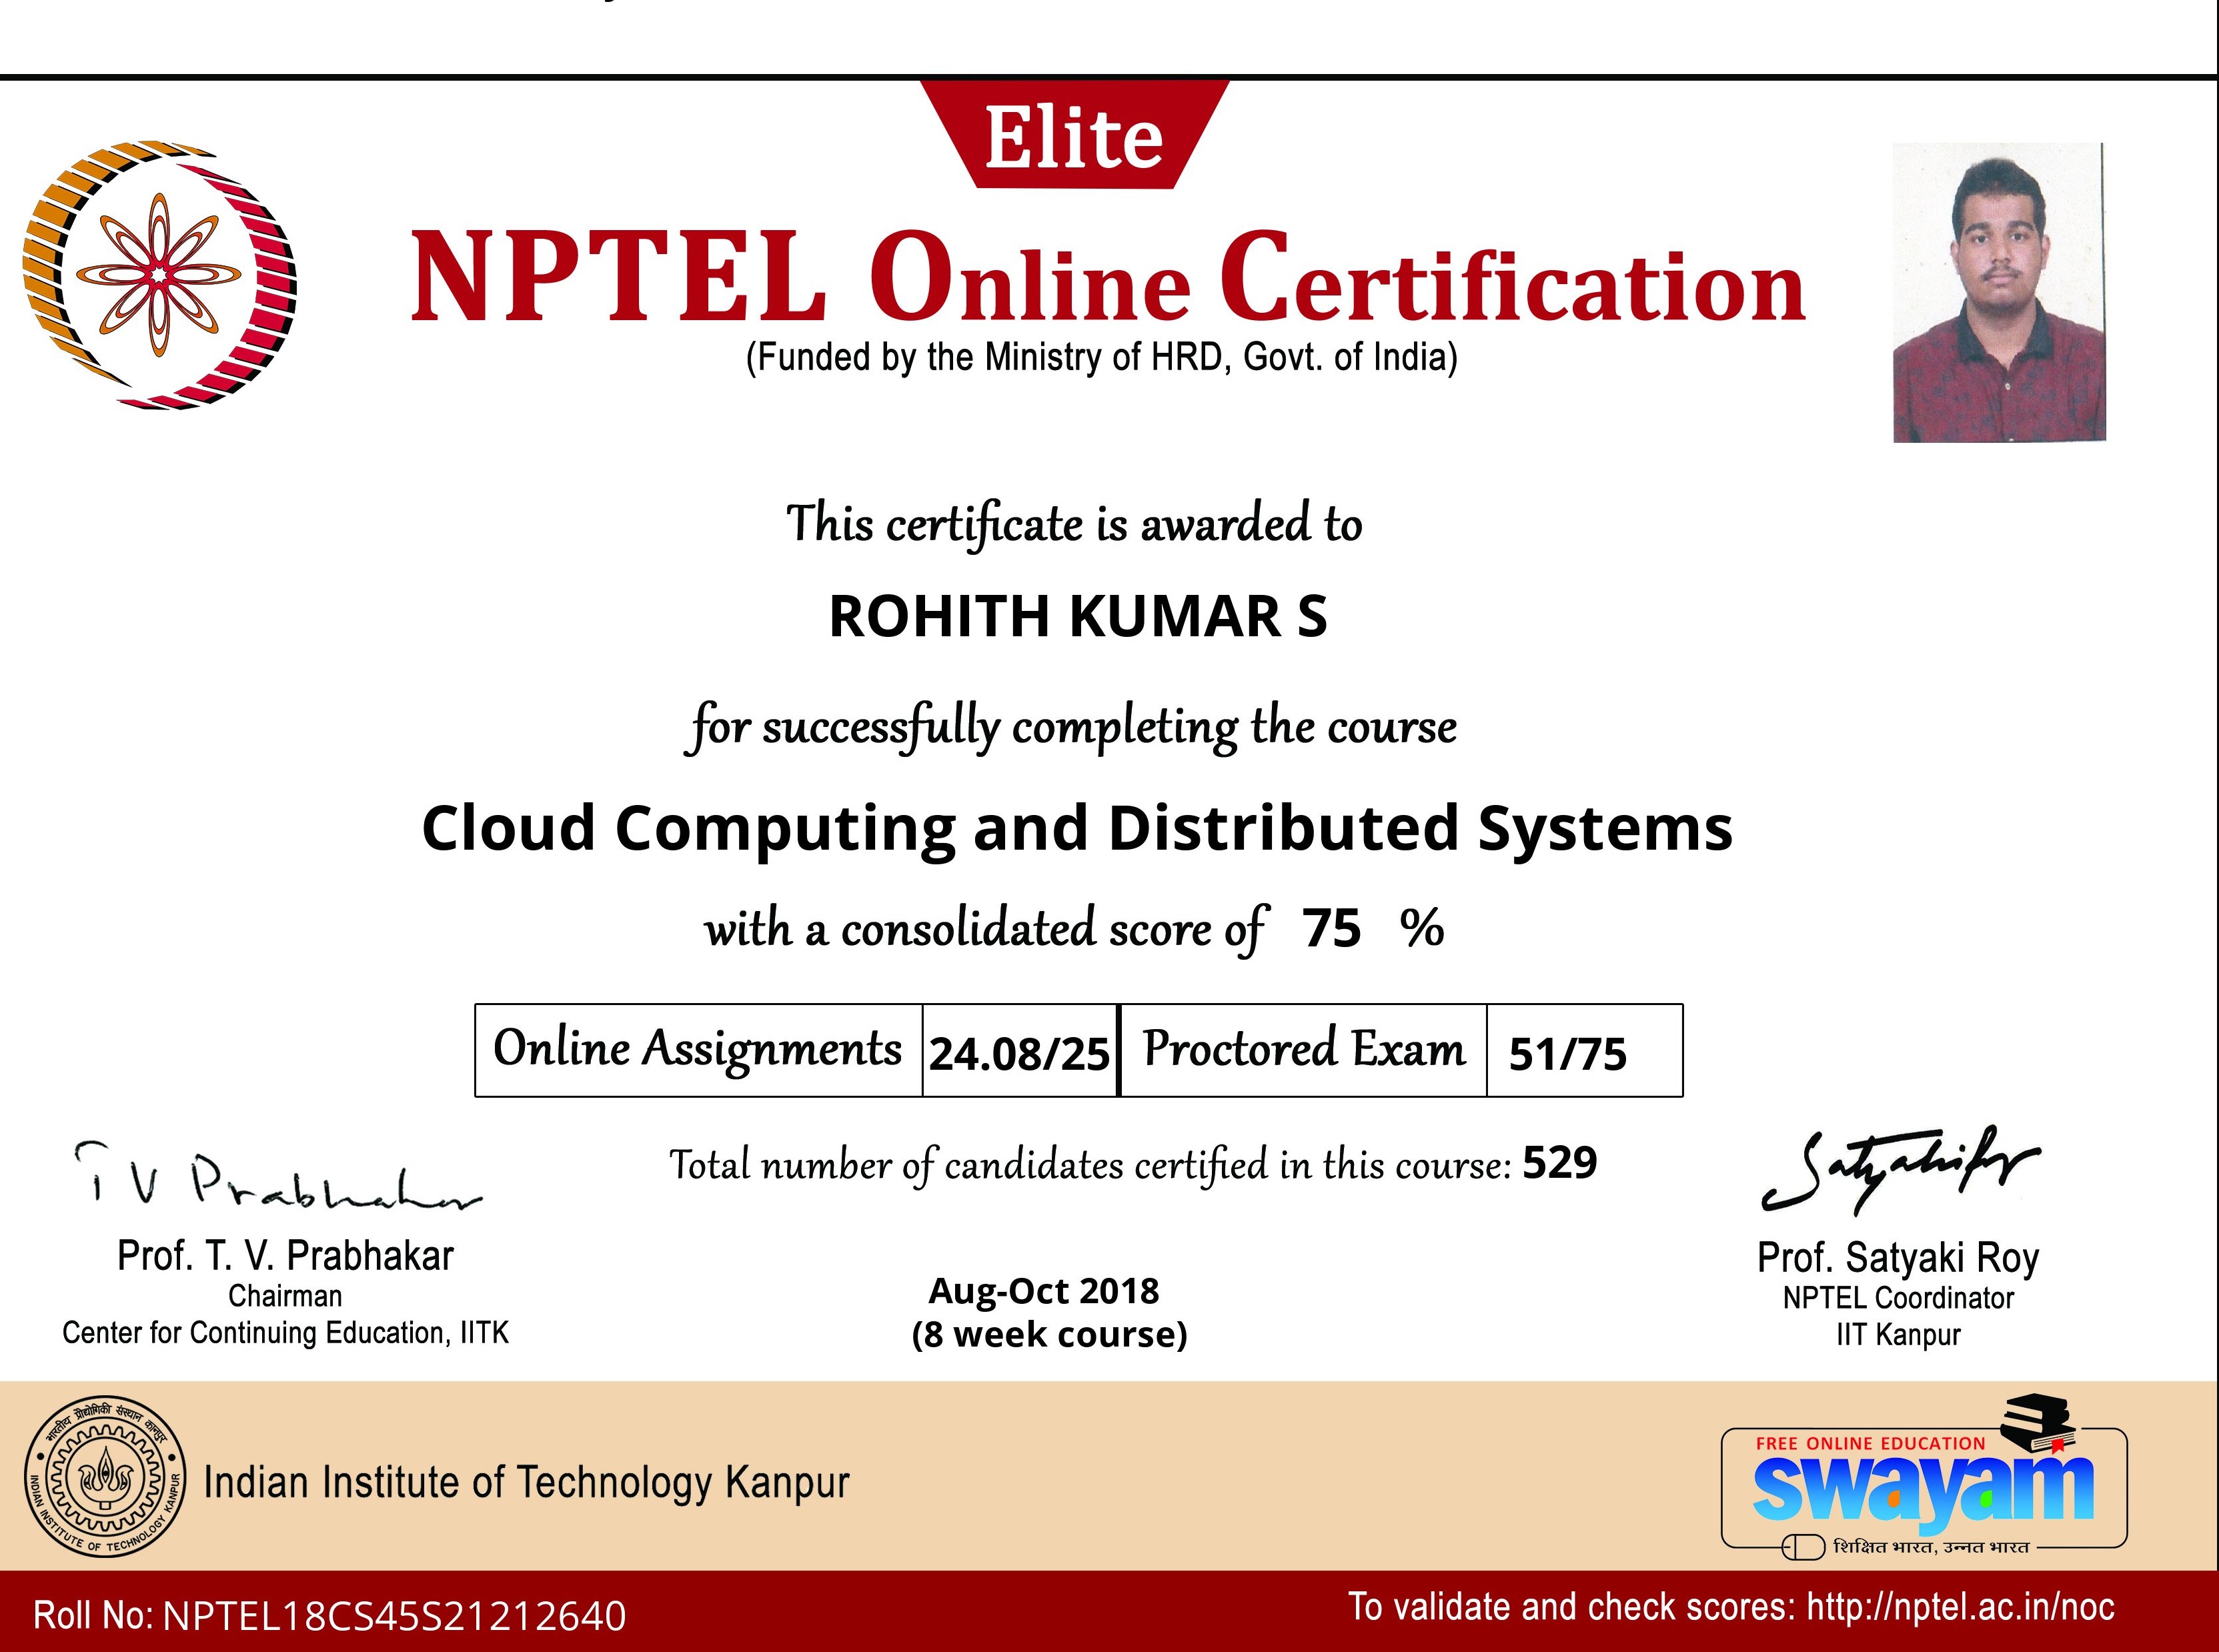 Elite
NPTEL Online Certification
(Funded by the Ministry of HRD, Govt. of India)
This certificate is awarded to
ROHITH KUMAR S
for successfully completing the course
Cloud Computing and Distributed Systems
with a consolidated score of 75 %
Online Assignments 24.08/25 Proctored Exam 51/75
Total number of candidates certified in this course: 529
T V Prabhakar
Prof. T. V. Prabhakar
Chairman
Center for Continuing Education, IITK
Aug-Oct 2018
(8 week course)
Prof. Satyaki Roy
NPTEL Coordinator
IIT Kanpur
भारतीय प्रौद्योगिकी संस्थान कानपुर
INDIAN INSTITUTE OF TECHNOLOGY KANPUR
Indian Institute of Technology Kanpur
FREE ONLINE EDUCATION
swayam
शिक्षित भारत, उन्नत भारत
Roll No: NPTEL18CS45S21212640
To validate and check scores: http://nptel.ac.in/noc